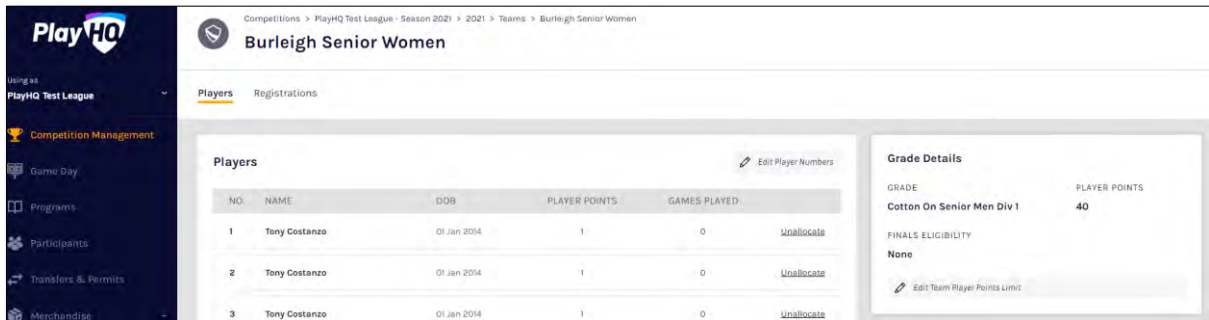 PlayHQ
Using as
PlayHQ Test League
Competition Management
Game Day
Programs
Participants
Transfers & Permits
Merchandise
Competitions > PlayHQ Test League - Season 2021 > 2021 > Teams > Burleigh Senior Women
Burleigh Senior Women
Players Registrations
Players
Edit Player Numbers
NO. NAME DOB PLAYER POINTS GAMES PLAYED
1 Tony Costanzo 01 Jan 2014 1 0 Unallocate
2 Tony Costanzo 01 Jan 2014 1 0 Unallocate
3 Tony Costanzo 01 Jan 2014 1 0 Unallocate
Grade Details
GRADE PLAYER POINTS
Cotton On Senior Men Div 1 40
FINALS ELIGIBILITY
None
Edit Team Player Points Limit